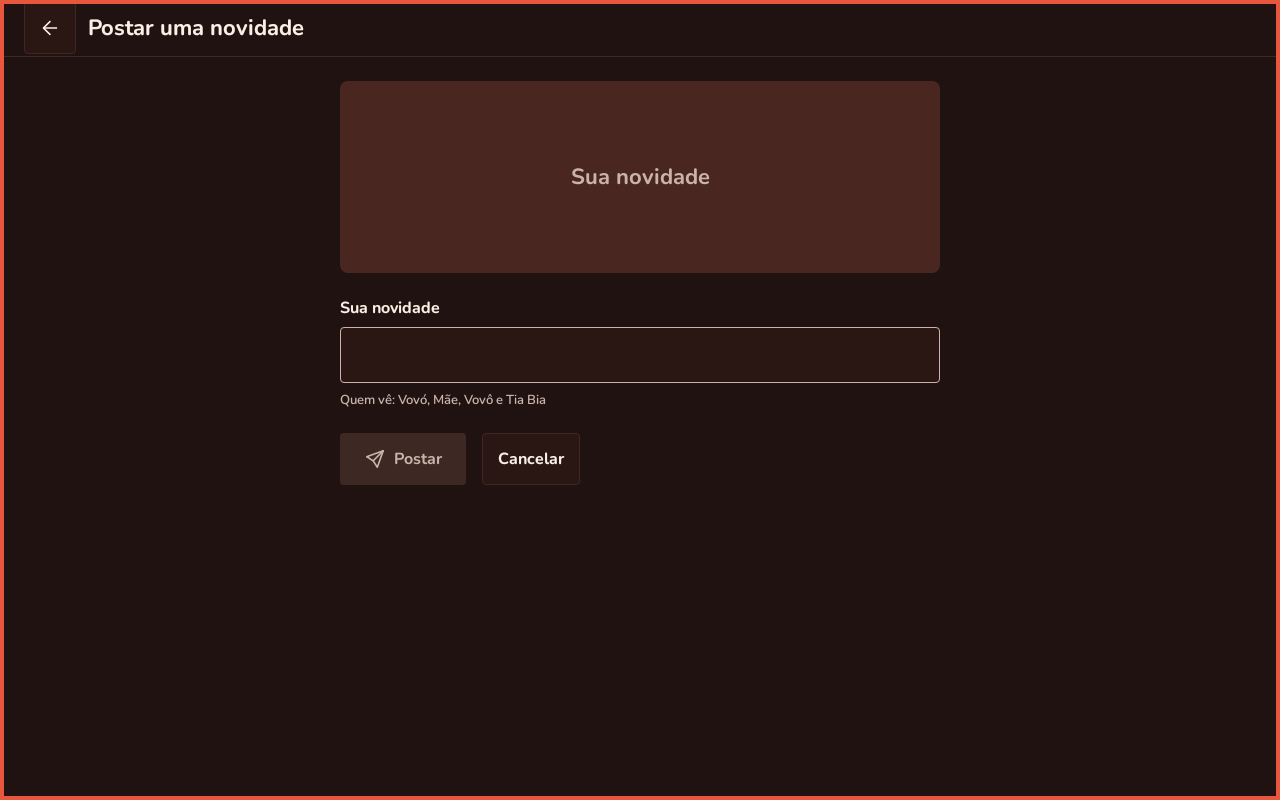 Postar uma novidade
Sua novidade
Sua novidade
Quem vê: Vovó, Mãe, Vovô e Tia Bia
Postar
Cancelar